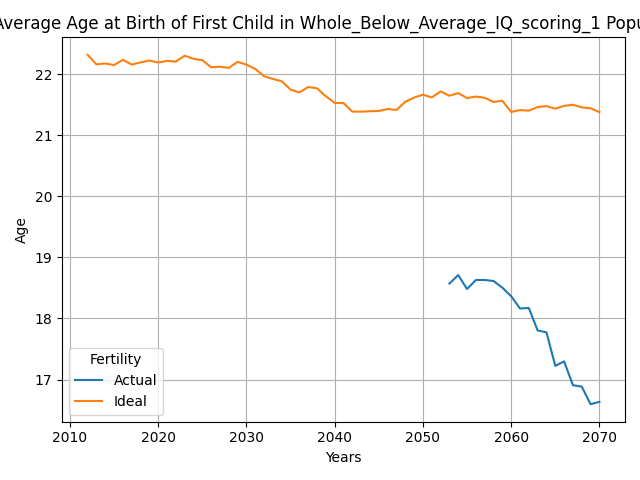 Average Age at Birth of First Child in Whole_Below_Average_IQ_scoring_1
Age
22
21
20
19
18
17
Fertility
Actual
Ideal
2010 2020 2030 2040 2050 2060 2070
Years